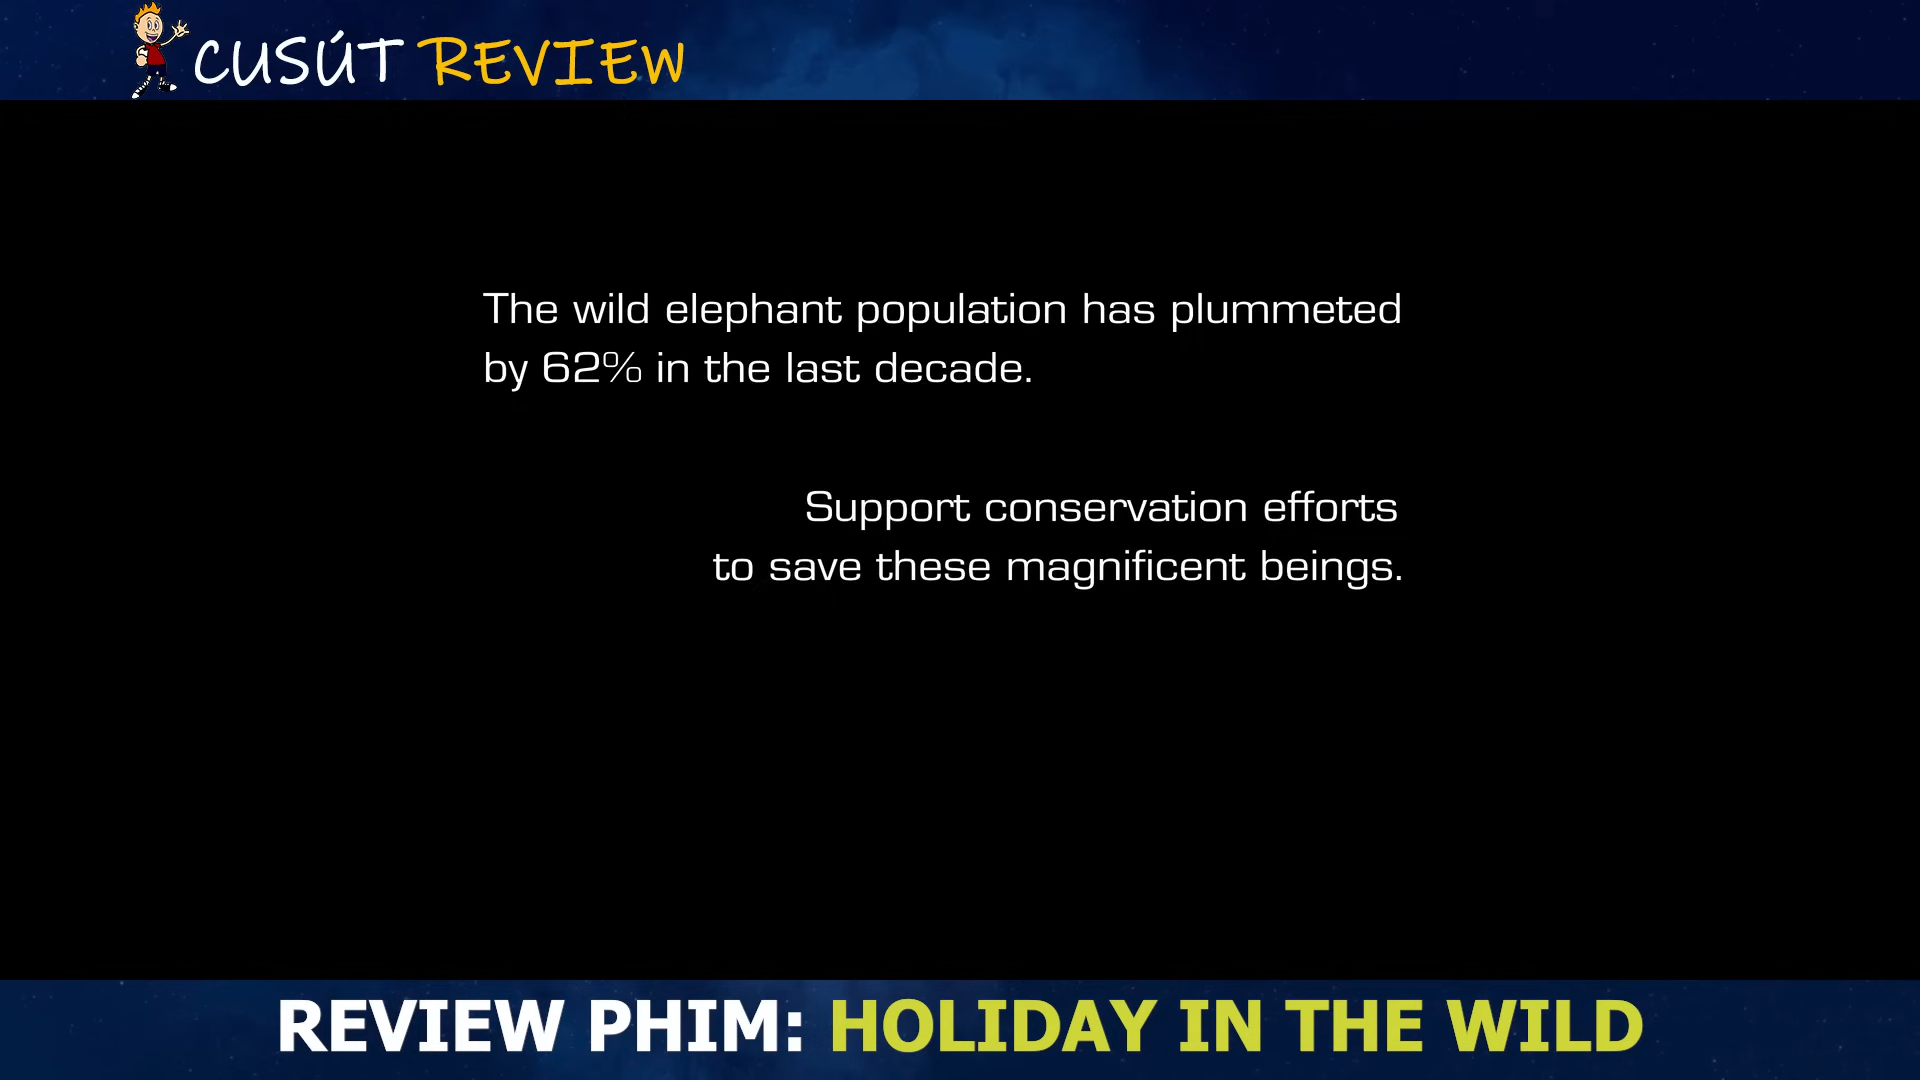 CUSÚT REVIEW
The wild elephant population has plummeted
by 62% in the last decade.
Support conservation efforts
to save these magnificent beings.
REVIEW PHIM: HOLIDAY IN THE WILD